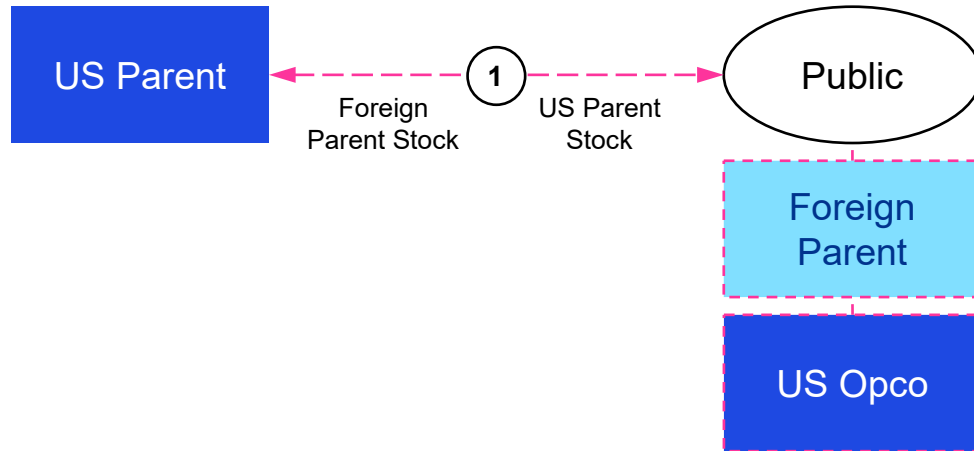 US Parent
1
Public
Foreign
Parent Stock
US Parent
Stock
Foreign
Parent
US Opco